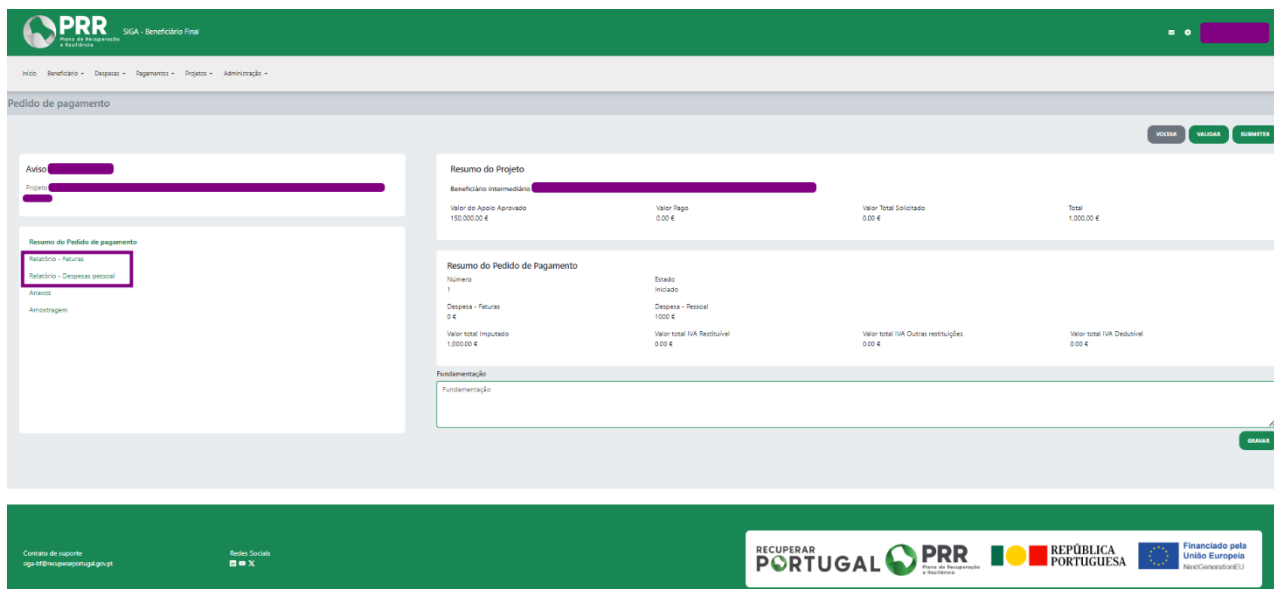 PRR
Plano de Recuperação
e Resiliência
SIGA - Beneficiário Final
Início Beneficiário Despesas Pagamentos Projetos Administração
Pedido de pagamento
VOLTAR VALIDAR SUBMETER
Aviso
Projeto
Resumo do Pedido de pagamento
Relatório - Faturas
Relatório - Despesas pessoal
Anexos
Amostragem
Resumo do Projeto
Beneficiário intermediário
Valor do Apoio Aprovado Valor Pago Valor Total Solicitado Total
150,000.00 € 0.00 € 0.00 € 1,000.00 €
Resumo do Pedido de Pagamento
Número Estado
1 Iniciado
Despesa - Faturas Despesa - Pessoal
0 € 1000 €
Valor total Imputado Valor total IVA Restituível Valor total IVA Outras restituições Valor total IVA Dedutível
1,000.00 € 0.00 € 0.00 € 0.00 €
Fundamentação
Fundamentação
GRAVAR
Contato de suporte
siga-bf@recuperarportugal.gov.pt
Redes Sociais
RECUPERAR
PORTUGAL
PRR
Plano de Recuperação
e Resiliência
REPÚBLICA
PORTUGUESA
Financiado pela
União Europeia
NextGenerationEU